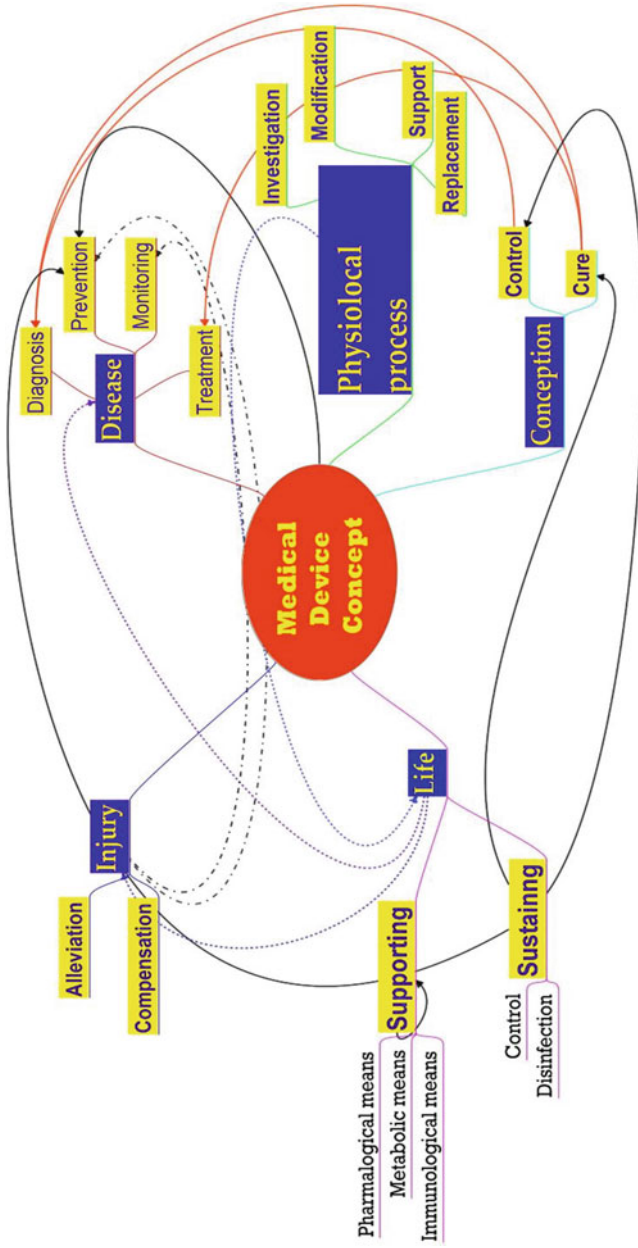 Medical
Device
Concept
Injury
Alleviation
Compensation
Disease
Diagnosis
Prevention
Monitoring
Treatment
Physiolocal
process
Investigation
Modification
Support
Replacement
Conception
Control
Cure
Life
Supporting
Pharmalogical means
Metabolic means
Immunological means
Sustainng
Control
Disinfection